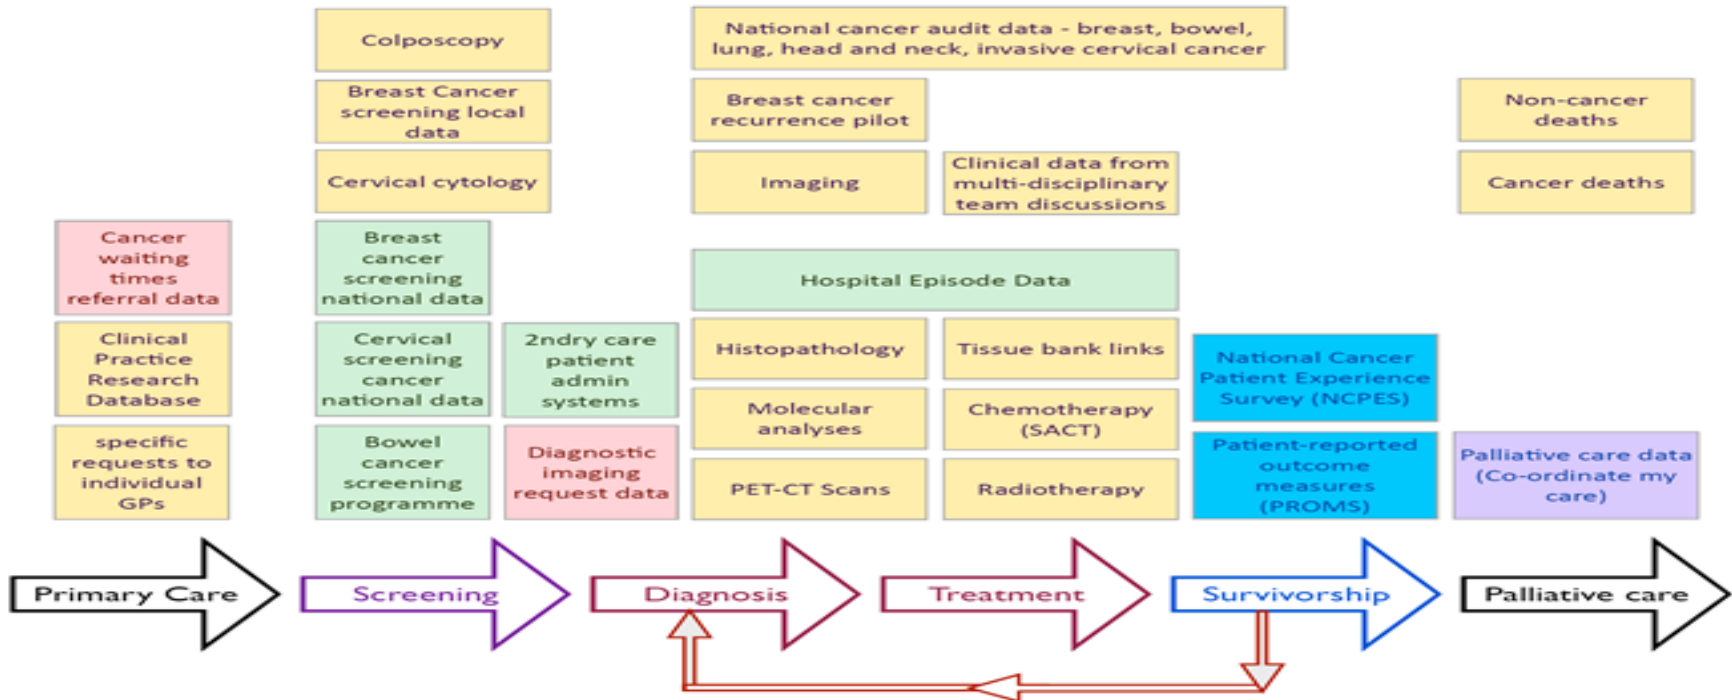 Colposcopy
National cancer audit data - breast, bowel,
lung, head and neck, invasive cervical cancer
Breast Cancer
screening local
data
Breast cancer
recurrence pilot
Non-cancer
deaths
Cervical cytology
Imaging
Clinical data from
multi-disciplinary
team discussions
Cancer deaths
Cancer
waiting
times
referral data
Breast
cancer
screening
national data
Hospital Episode Data
Clinical
Practice
Research
Database
Cervical
screening
cancer
national data
2ndry care
patient
admin
systems
Histopathology
Tissue bank links
National Cancer
Patient Experience
Survey (NCPES)
Molecular
analyses
Chemotherapy
(SACT)
specific
requests to
individual
GPs
Bowel
cancer
screening
programme
Diagnostic
imaging
request data
PET-CT Scans
Radiotherapy
Patient-reported
outcome
measures
(PROMS)
Palliative care data
(Co-ordinate my
care)
Primary Care
Screening
Diagnosis
Treatment
Survivorship
Palliative care